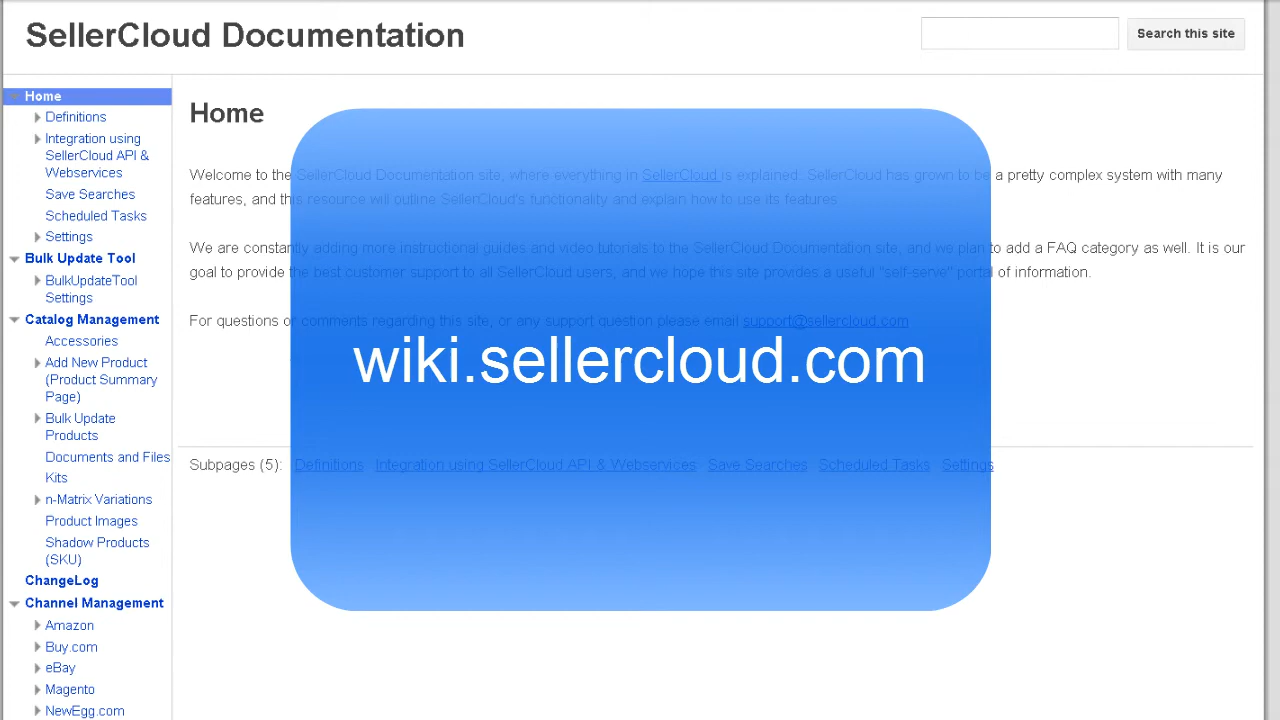 SellerCloud Documentation
Search this site
Home
Definitions
Integration using
SellerCloud API &
Webservices
Save Searches
Scheduled Tasks
Settings
Bulk Update Tool
BulkUpdateTool
Settings
Catalog Management
Accessories
Add New Product
(Product Summary
Page)
Bulk Update
Products
Documents and Files
Kits
n-Matrix Variations
Product Images
Shadow Products
(SKU)
ChangeLog
Channel Management
Amazon
Buy.com
eBay
Magento
NewEgg.com
Home
Welcome to the SellerCloud Documentation site, where everything in SellerCloud is explained. SellerCloud has grown to be a pretty complex system with many
features, and this resource will outline SellerCloud's functionality and explain how to use its features.
We are constantly adding more instructional guides and video tutorials to the SellerCloud Documentation site, and we plan to add a FAQ category as well. It is our
goal to provide the best customer support to all SellerCloud users, and we hope this site provides a useful "self-serve" portal of information.
For questions or comments regarding this site, or any support question please email support@sellercloud.com
wiki.sellercloud.com
Subpages (5): Definitions Integration using SellerCloud API & Webservices Save Searches Scheduled Tasks Settings